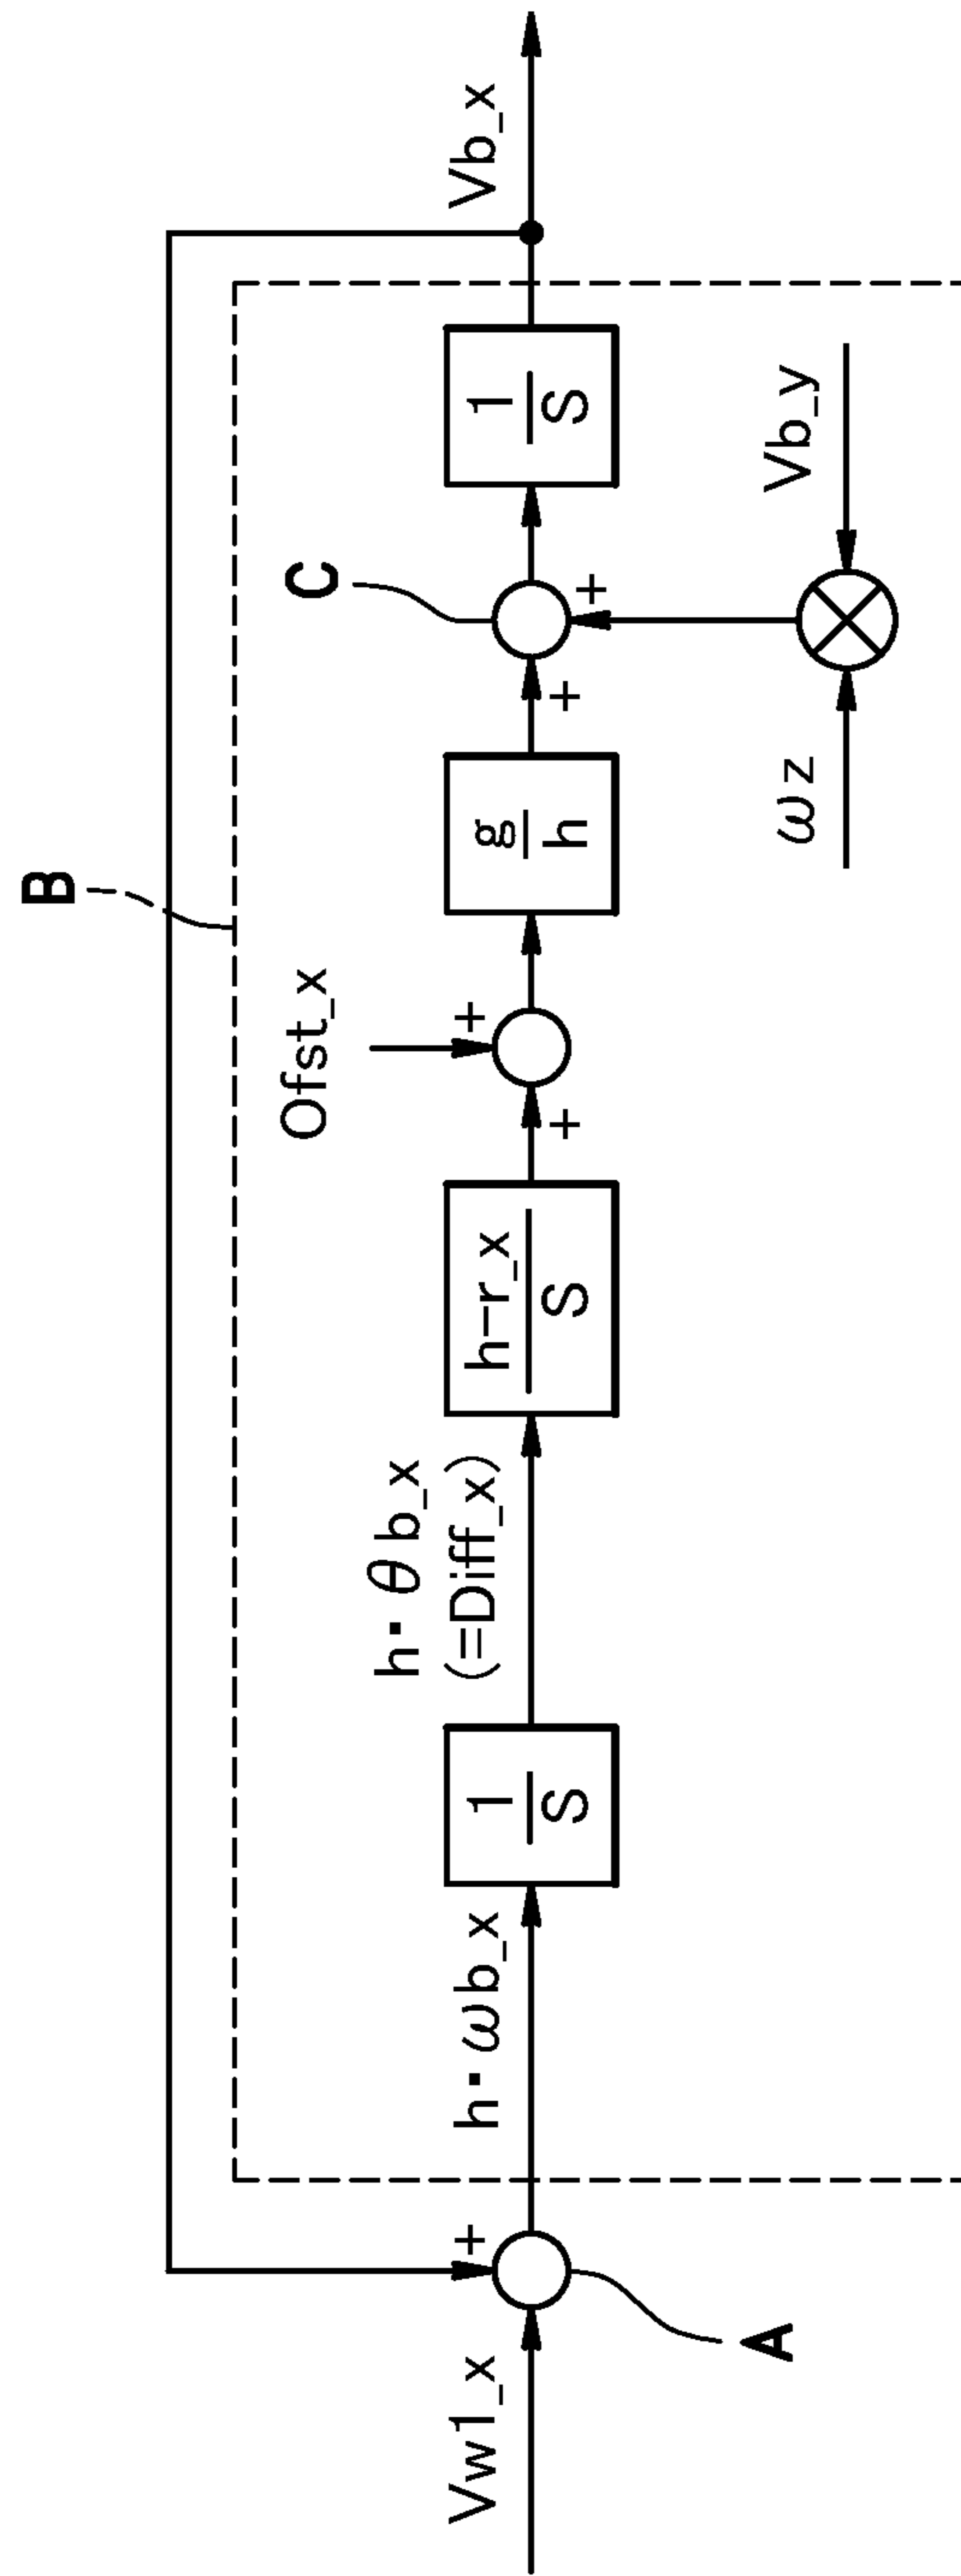 B
Ofst_x
C
+
+
Vw1_x
h・ωb_x
1
S
h・θb_x
(=Diff_x)
h-r_x
S
g
h
1
S
Vb_x
+
+
+
A
ωz
Vb_y